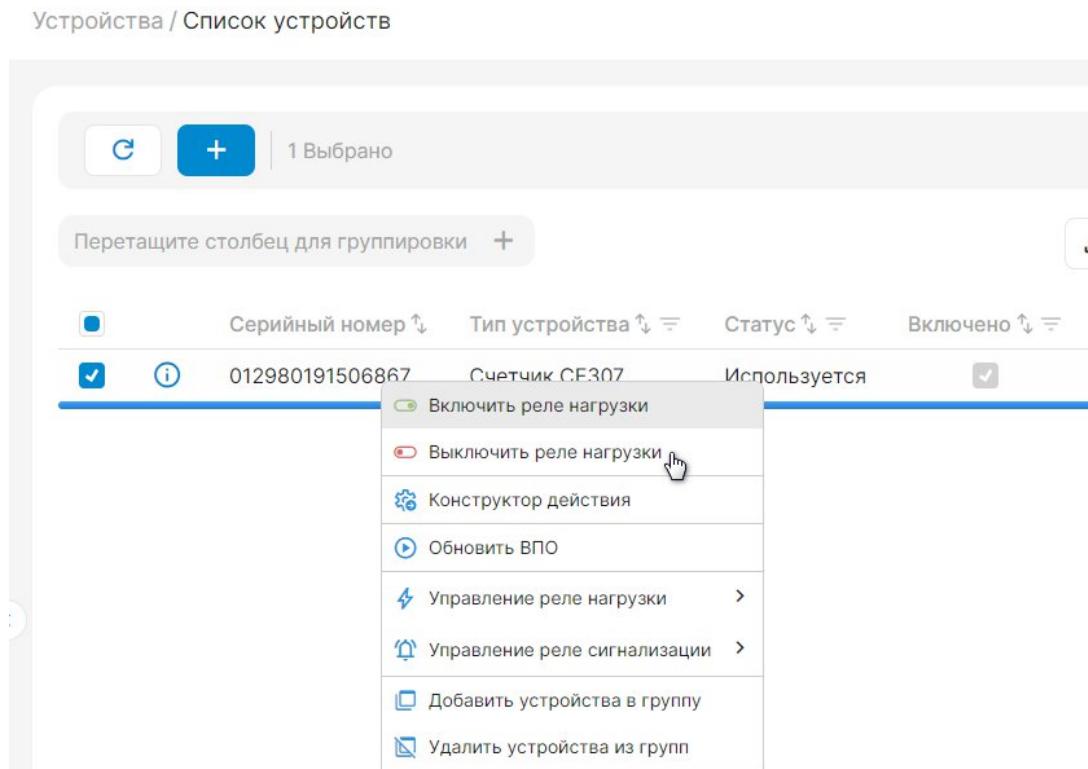 Устройства / Список устройств
1 Выбрано
Перетащите столбец для группировки
Серийный номер Тип устройства Статус Включено
012980191506867 Счетчик CE307 Используется
Включить реле нагрузки
Выключить реле нагрузки
Конструктор действия
Обновить ВПО
Управление реле нагрузки
Управление реле сигнализации
Добавить устройства в группу
Удалить устройства из групп